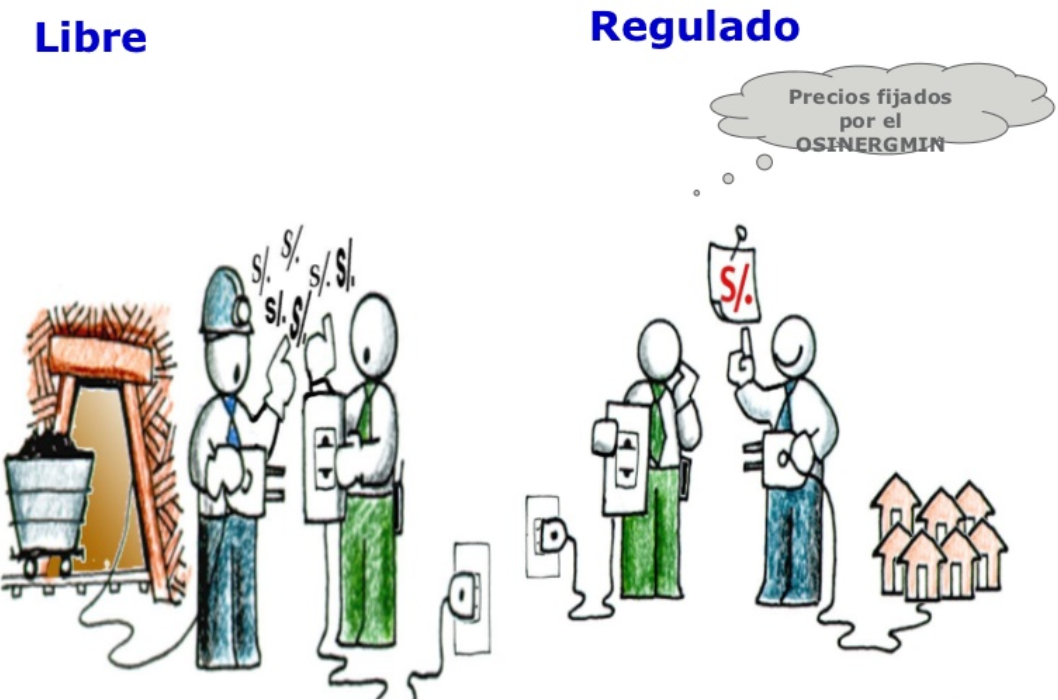 Libre
Regulado
Precios fijados
por el
OSINERGMIN
S/.
S/.
S/.
S/.
S/.
S/.
S/.